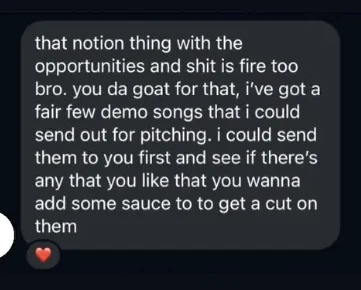 that notion thing with the
opportunities and shit is fire too
bro. you da goat for that, i've got a
fair few demo songs that i could
send out for pitching. i could send
them to you first and see if there's
any that you like that you wanna
add some sauce to to get a cut on
them